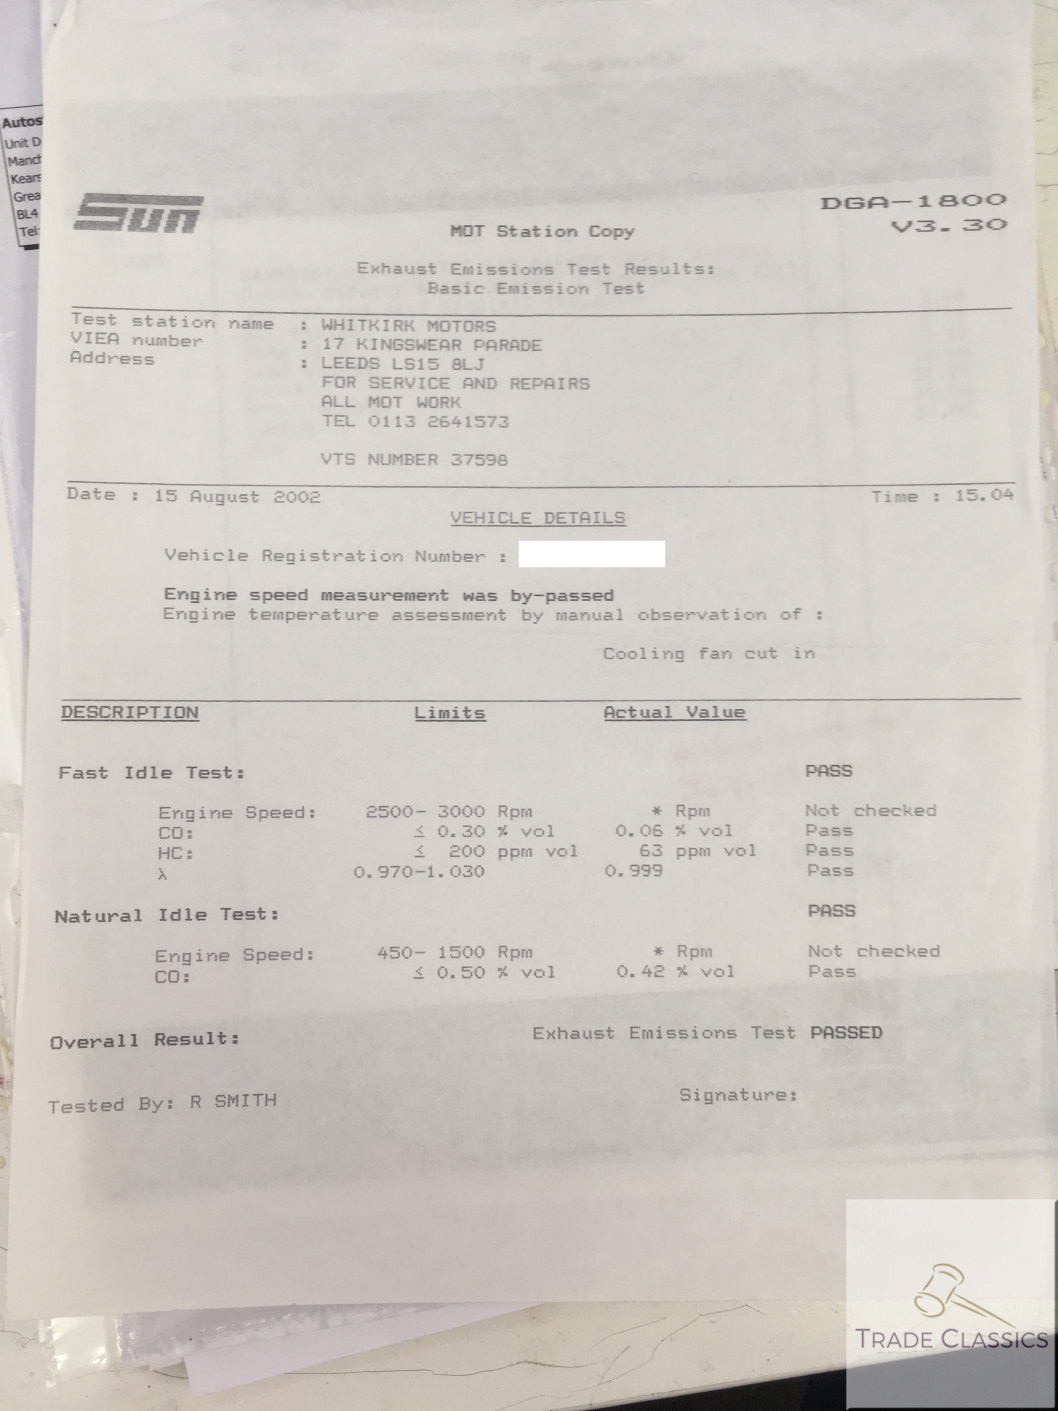 Autos
Unit D
Manch
Kears
Grea
BL4
Tel:
Sun
DGA-1800
V3.30
MOT Station Copy
Exhaust Emissions Test Results:
Basic Emission Test
Test station name : WHITKIRK MOTORS
VIEA number : 17 KINGSWEAR PARADE
Address : LEEDS LS15 8LJ
FOR SERVICE AND REPAIRS
ALL MOT WORK
TEL 0113 2641573
VTS NUMBER 37598
Date : 15 August 2002 Time : 15.04
VEHICLE DETAILS
Vehicle Registration Number :
Engine speed measurement was by-passed
Engine temperature assessment by manual observation of :
Cooling fan cut in
DESCRIPTION Limits Actual Value
Fast Idle Test: PASS
Engine Speed: 2500- 3000 Rpm * Rpm Not checked
CO: ≤ 0.30 % vol 0.06 % vol Pass
HC: ≤ 200 ppm vol 63 ppm vol Pass
λ 0.970-1.030 0.999 Pass
Natural Idle Test: PASS
Engine Speed: 450- 1500 Rpm * Rpm Not checked
CO: ≤ 0.50 % vol 0.42 % vol Pass
Overall Result: Exhaust Emissions Test PASSED
Tested By: R SMITH Signature:
TRADE CLASSICS